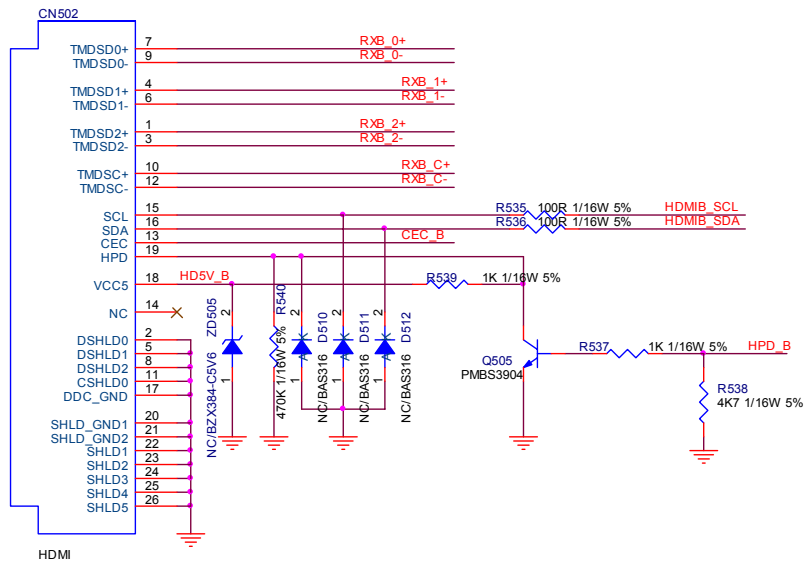 CN502
TMDSD0+ 7 RXB_0+
TMDSD0- 9 RXB_0-
TMDSD1+ 4 RXB_1+
TMDSD1- 6 RXB_1-
TMDSD2+ 1 RXB_2+
TMDSD2- 3 RXB_2-
TMDSC+ 10 RXB_C+
TMDSC- 12 RXB_C-
SCL 15 R535 100R 1/16W 5% HDMIB_SCL
SDA 16 R536 100R 1/16W 5% HDMIB_SDA
CEC 13 CEC_B
HPD 19
VCC5 18 HD5V_B R539 1K 1/16W 5%
NC 14
DSHLD0 2
DSHLD1 5
DSHLD2 8
CSHLD0 11
DDC_GND 17
SHLD_GND1 20
SHLD_GND2 21
SHLD1 22
SHLD2 23
SHLD3 24
SHLD4 25
SHLD5 26
HDMI
2 1 ZD505
NC/BZX384-C5V6
R540
470K 1/16W 5%
2 1 D510
NC/BAS316
2 1 D511
NC/BAS316
2 1 D512
NC/BAS316
Q505
PMBS3904
R537 1K 1/16W 5% HPD_B
R538
4K7 1/16W 5%